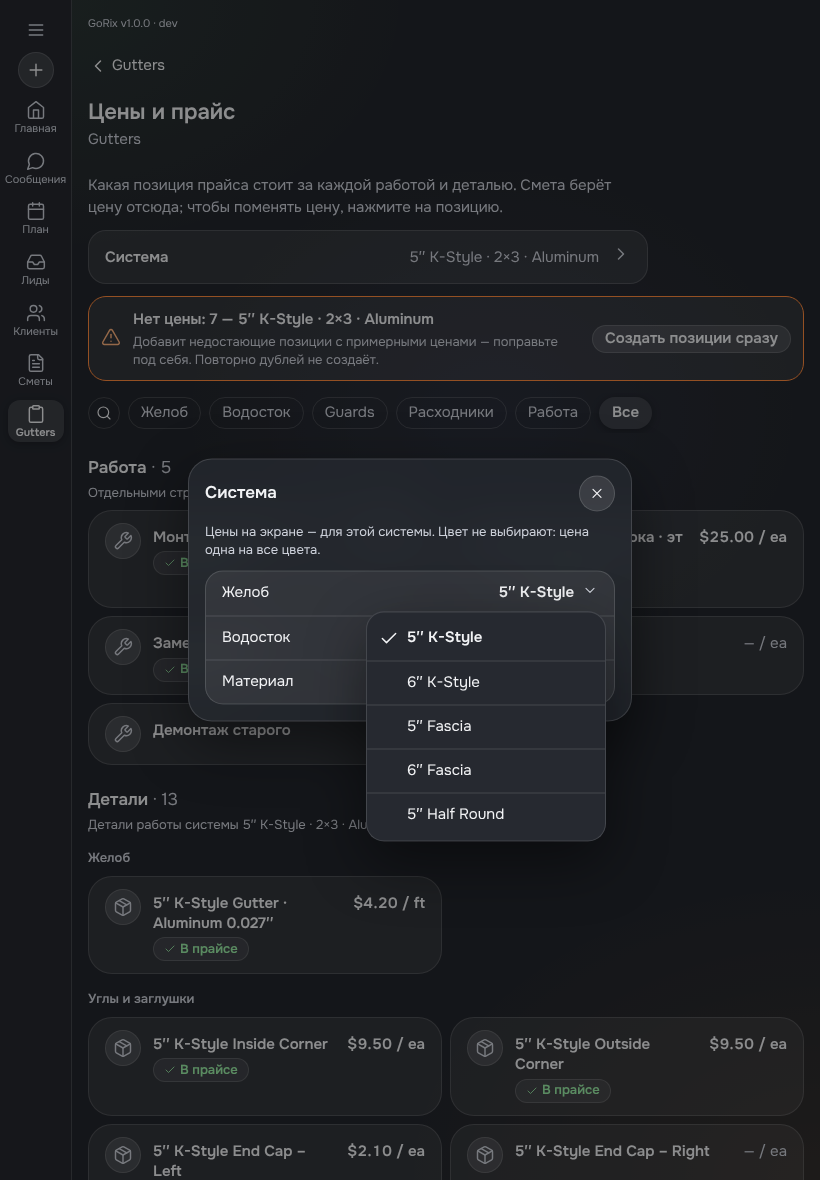 GoRix v1.0.0 · dev
Gutters
Главная
Сообщения
План
Лиды
Клиенты
Сметы
Gutters
Цены и прайс
Gutters
Какая позиция прайса стоит за каждой работой и деталью. Смета берёт
цену отсюда; чтобы поменять цену, нажмите на позицию.
Система 5″ K-Style · 2×3 · Aluminum
Нет цены: 7 — 5″ K-Style · 2×3 · Aluminum
Добавит недостающие позиции с примерными ценами — поправьте
под себя. Повторно дублей не создаёт.
Создать позиции сразу
Желоб Водосток Guards Расходники Работа Все
Работа · 5
$25.00 / ea
— / ea
Демонтаж старого
Система
Цены на экране — для этой системы. Цвет не выбирают: цена
одна на все цвета.
Желоб 5″ K-Style
Водосток
Материал
5″ K-Style
6″ K-Style
5″ Fascia
6″ Fascia
5″ Half Round
Детали · 13
Детали работы системы 5″ K-Style · 2×3 ·
Желоб
5″ K-Style Gutter · $4.20 / ft
Aluminum 0.027″
В прайсе
Углы и заглушки
5″ K-Style Inside Corner $9.50 / ea
В прайсе
5″ K-Style Outside $9.50 / ea
Corner
В прайсе
5″ K-Style End Cap – $2.10 / ea
Left
5″ K-Style End Cap – Right — / ea